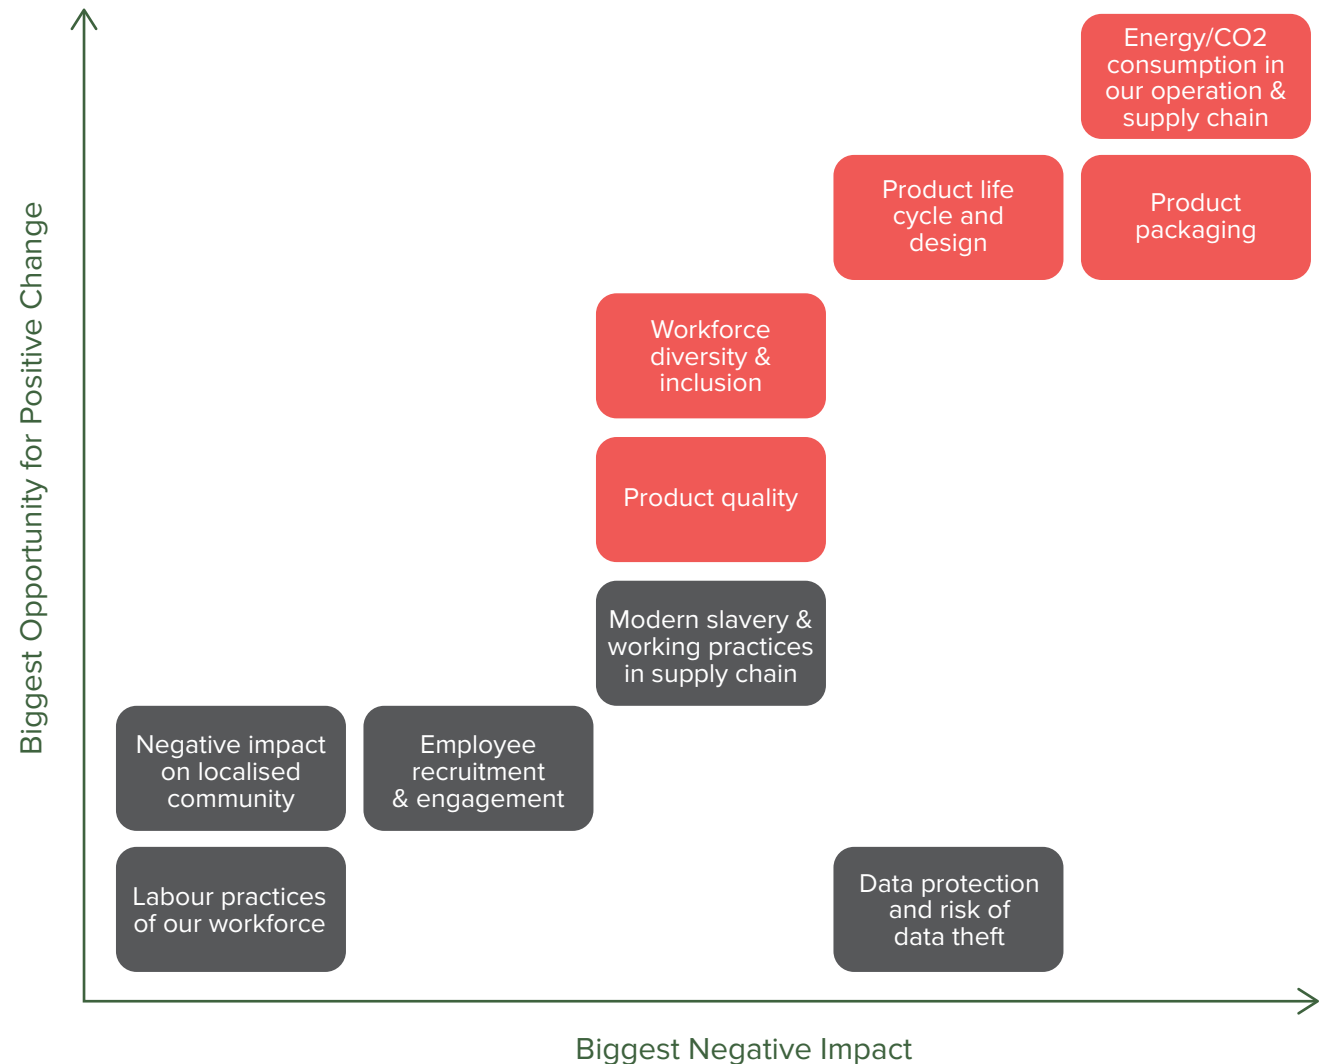 Biggest Opportunity for Positive Change
Energy/CO2
consumption in
our operation &
supply chain
Product life
cycle and
design
Product
packaging
Workforce
diversity &
inclusion
Product quality
Modern slavery &
working practices
in supply chain
Negative impact
on localised
community
Employee
recruitment
& engagement
Labour practices
of our workforce
Data protection
and risk of
data theft
Biggest Negative Impact